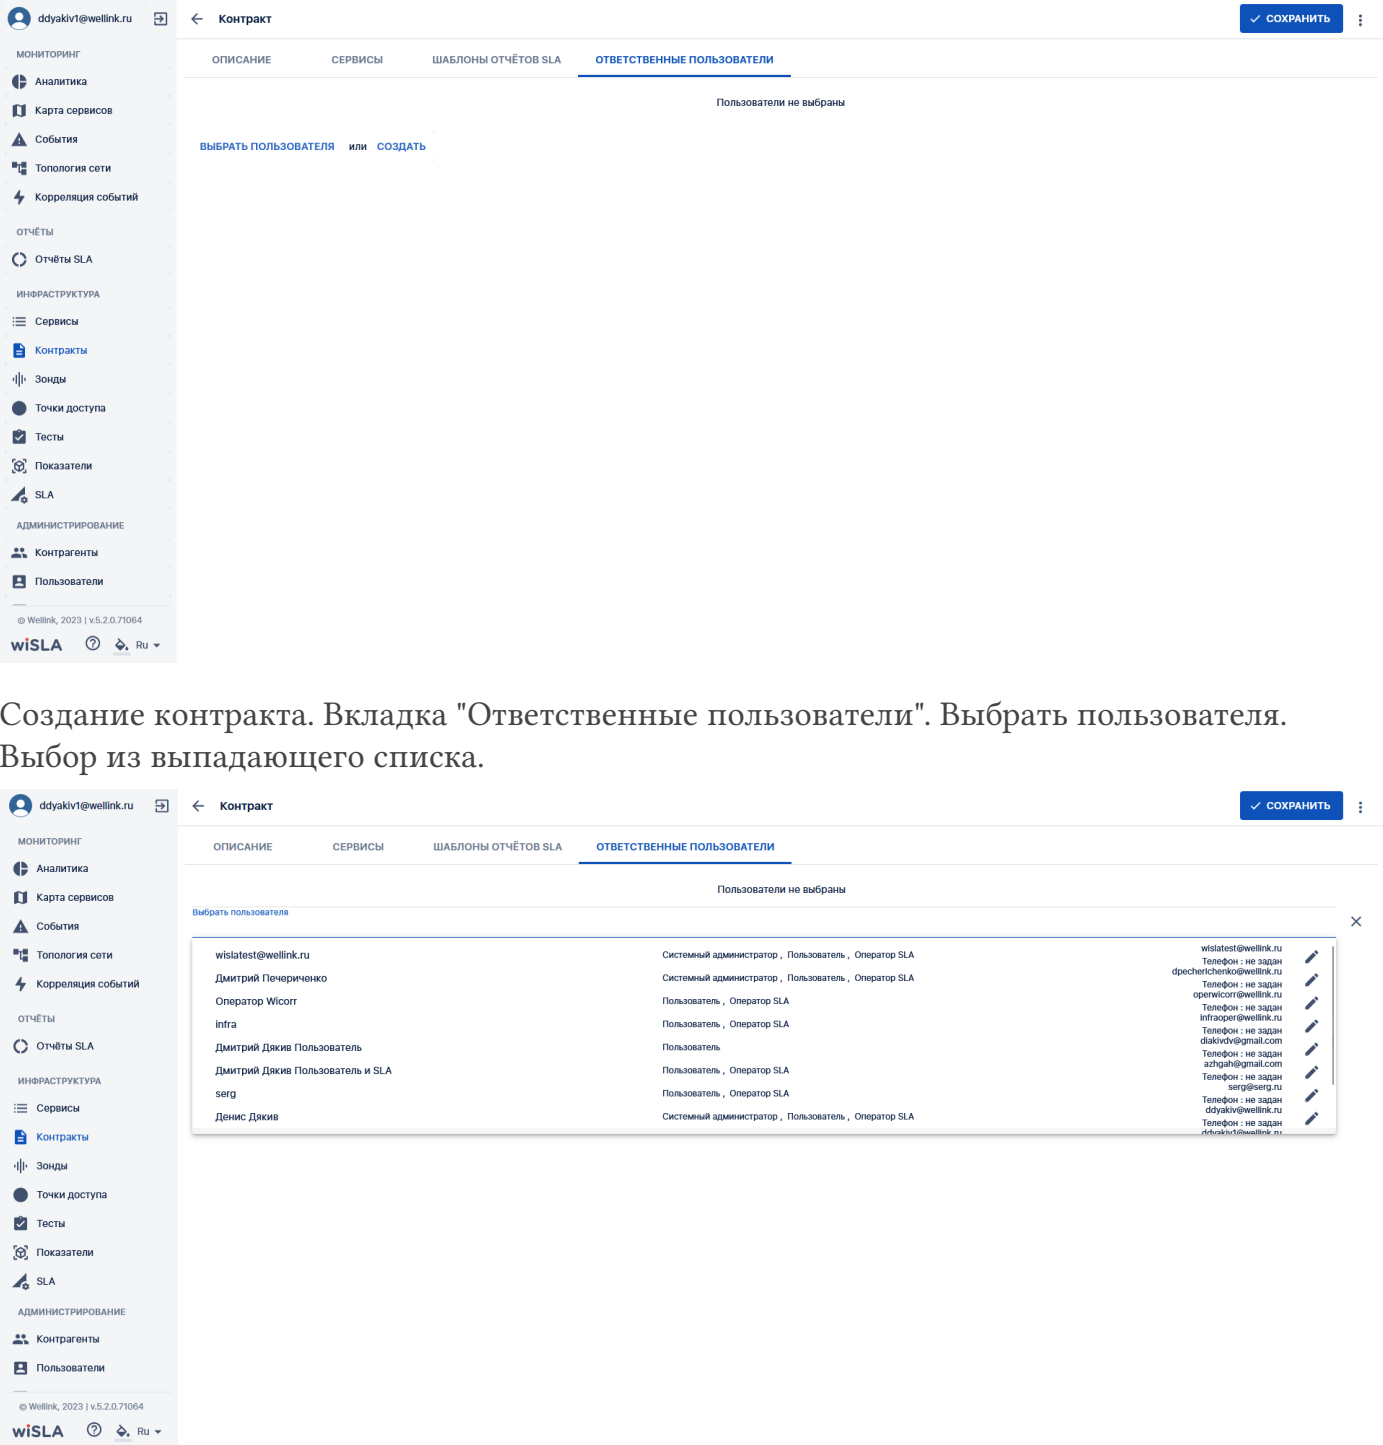 ddyakiv1@wellink.ru
Контракт
СОХРАНИТЬ
МОНИТОРИНГ
Аналитика
Карта сервисов
События
Топология сети
Корреляция событий
ОТЧЁТЫ
Отчёты SLA
ИНФРАСТРУКТУРА
Сервисы
Контракты
Зонды
Точки доступа
Тесты
Показатели
SLA
АДМИНИСТРИРОВАНИЕ
Контрагенты
Пользователи
© Wellink, 2023 | v.5.2.0.71064
wiSLA
Ru
ОПИСАНИЕ СЕРВИСЫ ШАБЛОНЫ ОТЧЁТОВ SLA ОТВЕТСТВЕННЫЕ ПОЛЬЗОВАТЕЛИ
Пользователи не выбраны
ВЫБРАТЬ ПОЛЬЗОВАТЕЛЯ или СОЗДАТЬ
Создание контракта. Вкладка "Ответственные пользователи". Выбрать пользователя.
Выбор из выпадающего списка.
ddyakiv1@wellink.ru
Контракт
СОХРАНИТЬ
МОНИТОРИНГ
Аналитика
Карта сервисов
События
Топология сети
Корреляция событий
ОТЧЁТЫ
Отчёты SLA
ИНФРАСТРУКТУРА
Сервисы
Контракты
Зонды
Точки доступа
Тесты
Показатели
SLA
АДМИНИСТРИРОВАНИЕ
Контрагенты
Пользователи
© Wellink, 2023 | v.5.2.0.71064
wiSLA
Ru
ОПИСАНИЕ СЕРВИСЫ ШАБЛОНЫ ОТЧЁТОВ SLA ОТВЕТСТВЕННЫЕ ПОЛЬЗОВАТЕЛИ
Пользователи не выбраны
Выбрать пользователя
wislatest@wellink.ru Системный администратор , Пользователь , Оператор SLA wislatest@wellink.ru
Телефон : не задан
Дмитрий Печериченко Системный администратор , Пользователь , Оператор SLA dpecherichenko@wellink.ru
Телефон : не задан
Оператор Wicorr Пользователь , Оператор SLA operwicorr@wellink.ru
Телефон : не задан
infra Пользователь , Оператор SLA infraoper@wellink.ru
Телефон : не задан
Дмитрий Дякив Пользователь Пользователь diakivdv@gmail.com
Телефон : не задан
Дмитрий Дякив Пользователь и SLA Пользователь , Оператор SLA azhgah@gmail.com
Телефон : не задан
serg Пользователь , Оператор SLA serg@serg.ru
Телефон : не задан
Денис Дякив Системный администратор , Пользователь , Оператор SLA ddyakiv@wellink.ru
Телефон : не задан
ddyakiv1@wellink.ru